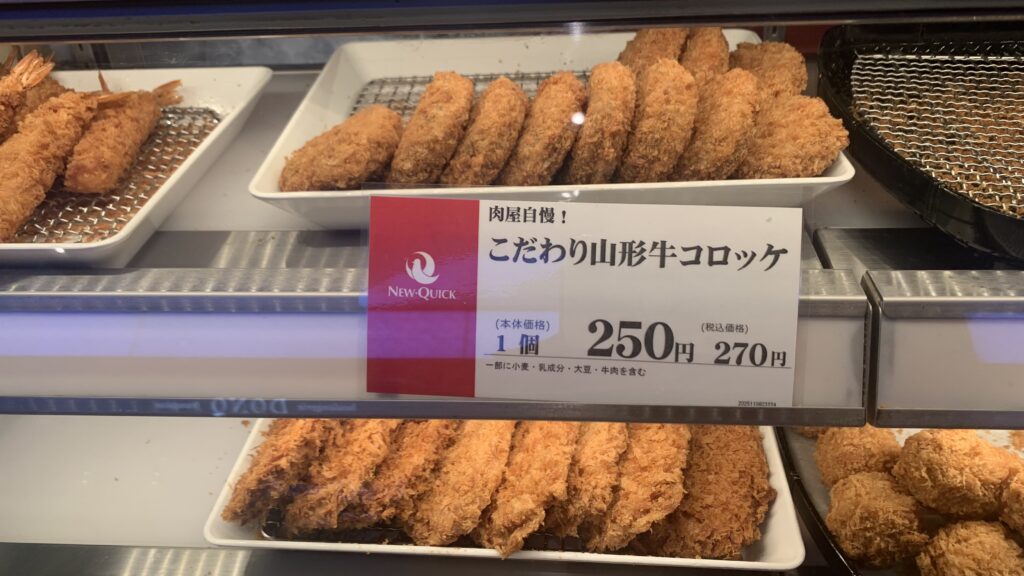 肉屋自慢！
こだわり山形牛コロッケ
NEW・QUICK
(本体価格)
1 個 250円
(税込価格)
270円
一部に小麦・乳成分・大豆・牛肉を含む